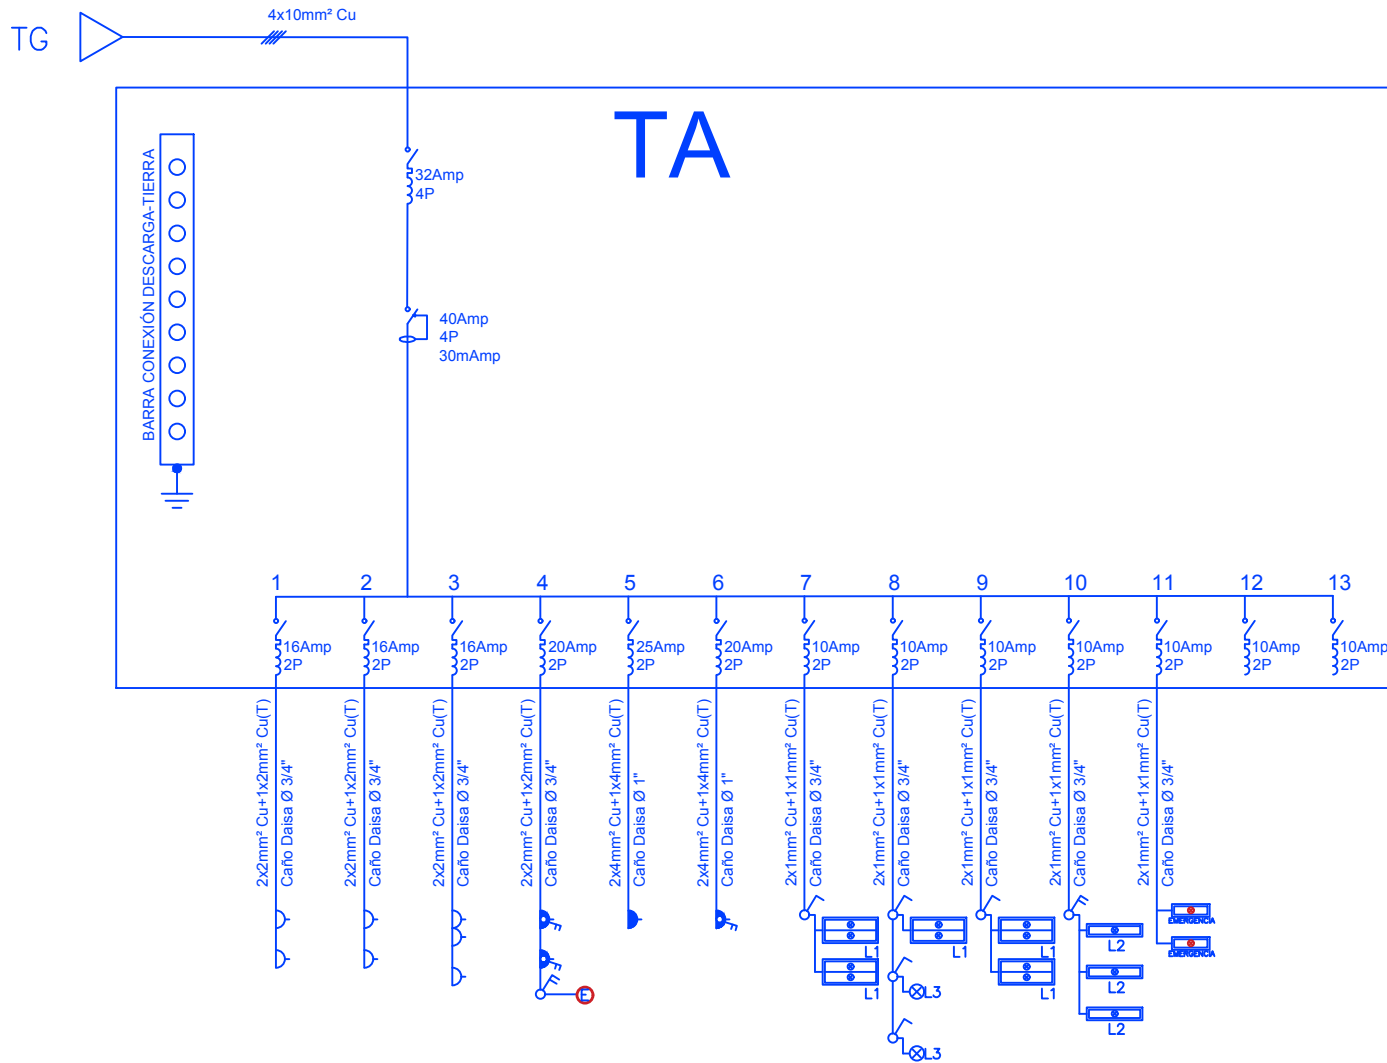 4x10mm² Cu
TG
TA
BARRA CONEXIÓN DESCARGA-TIERRA
32Amp
4P
40Amp
4P
30mAmp
1 2 3 4 5 6 7 8 9 10 11 12 13
16Amp 16Amp 16Amp 20Amp 25Amp 20Amp 10Amp 10Amp 10Amp 10Amp 10Amp 10Amp 10Amp
2P 2P 2P 2P 2P 2P 2P 2P 2P 2P 2P 2P 2P
2x2mm² Cu+1x2mm² Cu(T)
Caño Daisa Ø 3/4"
2x2mm² Cu+1x2mm² Cu(T)
Caño Daisa Ø 3/4"
2x2mm² Cu+1x2mm² Cu(T)
Caño Daisa Ø 3/4"
2x2mm² Cu+1x2mm² Cu(T)
Caño Daisa Ø 3/4"
2x4mm² Cu+1x4mm² Cu(T)
Caño Daisa Ø 1"
2x4mm² Cu+1x4mm² Cu(T)
Caño Daisa Ø 1"
2x1mm² Cu+1x1mm² Cu(T)
Caño Daisa Ø 3/4"
2x1mm² Cu+1x1mm² Cu(T)
Caño Daisa Ø 3/4"
2x1mm² Cu+1x1mm² Cu(T)
Caño Daisa Ø 3/4"
2x1mm² Cu+1x1mm² Cu(T)
Caño Daisa Ø 3/4"
2x1mm² Cu+1x1mm² Cu(T)
Caño Daisa Ø 3/4"
E
L1
L1
L1
L3
L3
L1
L1
L2
L2
L2
EMERGENCIA
EMERGENCIA